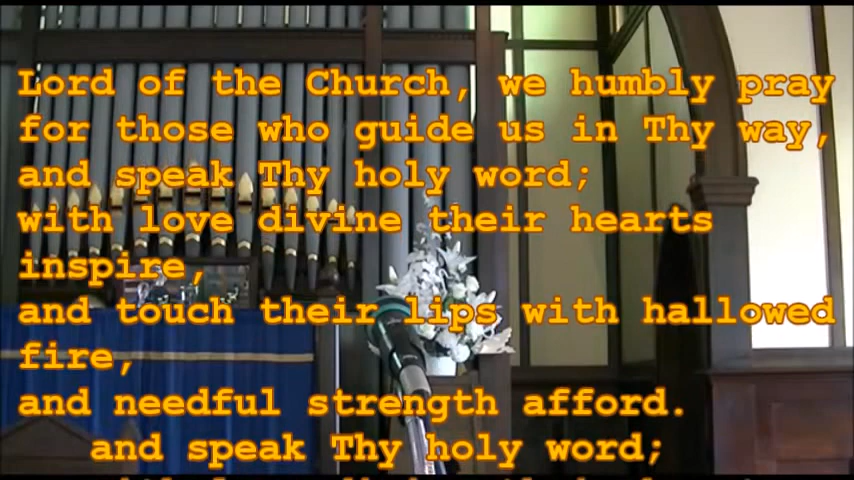 Lord of the Church, we humbly pray
for those who guide us in Thy way,
and speak Thy holy word;
with love divine their hearts
inspire,
and touch their lips with hallowed
fire,
and needful strength afford.
and speak Thy holy word;